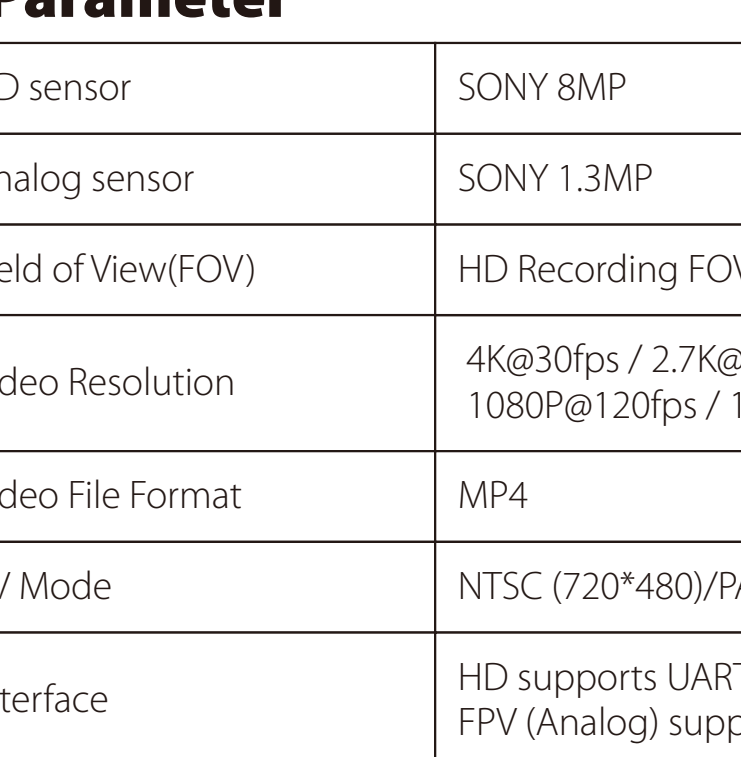 Parameter
D sensor
SONY 8MP
nalog sensor
SONY 1.3MP
eld of View(FOV)
HD Recording FOV
deo Resolution
4K@30fps / 2.7K@
1080P@120fps / 1
deo File Format
MP4
V Mode
NTSC (720*480)/PA
terface
HD supports UART
FPV (Analog) supp